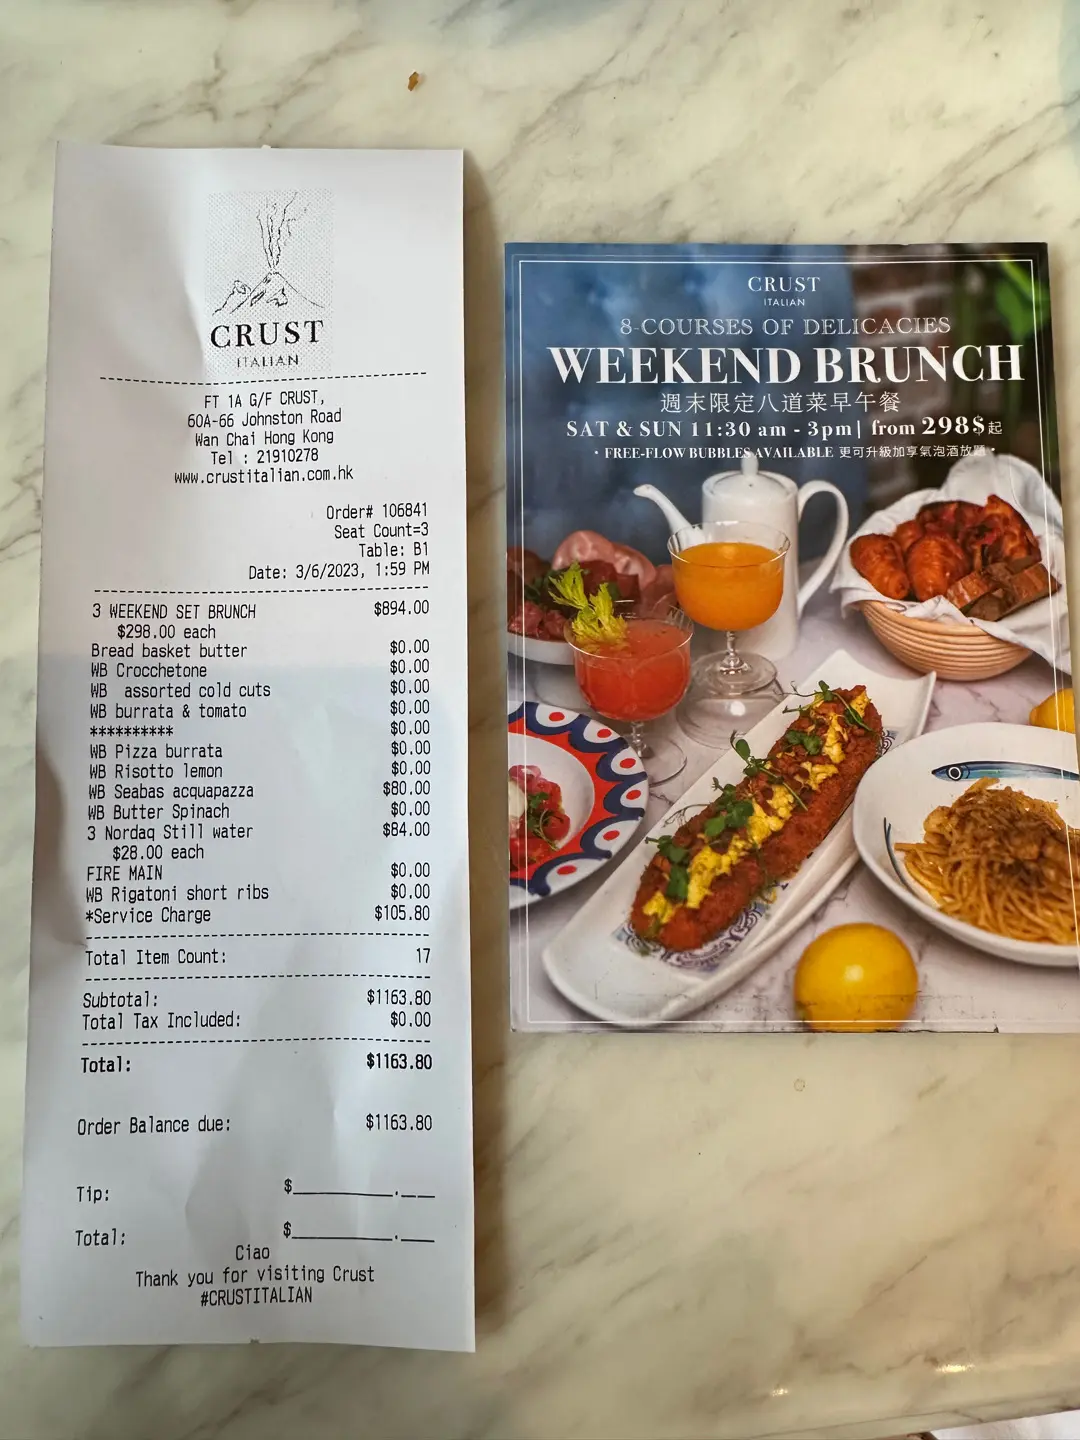 CRUST
ITALIAN
FT 1A G/F CRUST,
60A-66 Johnston Road
Wan Chai Hong Kong
Tel : 21910278
www.crustitalian.com.hk
Order# 106841
Seat Count=3
Table: B1
Date: 3/6/2023, 1:59 PM
3 WEEKEND SET BRUNCH $894.00
$298.00 each
Bread basket butter $0.00
WB Crocchetone $0.00
WB assorted cold cuts $0.00
WB burrata & tomato $0.00
********** $0.00
WB Pizza burrata $0.00
WB Risotto lemon $0.00
WB Seabas acquapazza $80.00
WB Butter Spinach $0.00
3 Nordaq Still water $84.00
$28.00 each
FIRE MAIN $0.00
WB Rigatoni short ribs $0.00
*Service Charge $105.80
Total Item Count: 17
Subtotal: $1163.80
Total Tax Included: $0.00
Total: $1163.80
Order Balance due: $1163.80
Tip: $__________.___
Total: $__________.___
Ciao
Thank you for visiting Crust
#CRUSTITALIAN
CRUST
ITALIAN
8-COURSES OF DELICACIES
WEEKEND BRUNCH
週末限定八道菜早午餐
SAT & SUN 11:30 am - 3pm| from 298$起
• FREE-FLOW BUBBLES AVAILABLE 更可升級加享氣泡酒放題 •